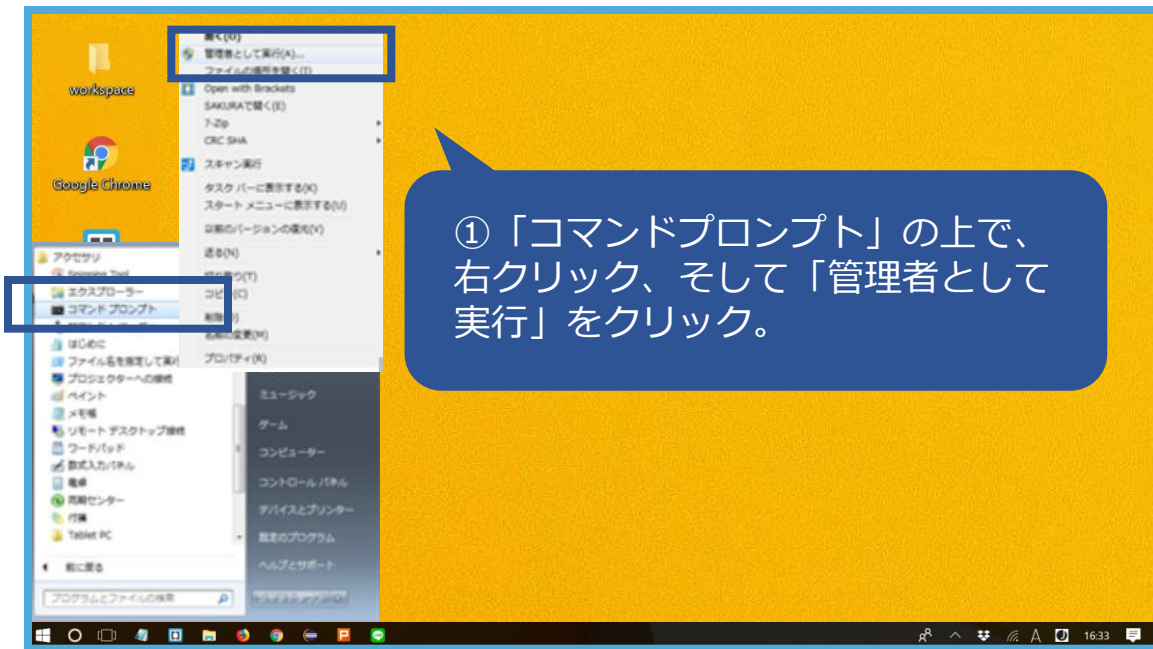 workspace
Google Chrome
開く(O)
管理者として実行(A)...
ファイルの場所を開く(I)
Open with Brackets
SAKURAで開く(E)
7-Zip
CRC SHA
スキャン実行
タスク バーに表示する(K)
スタート メニューに表示する(U)
以前のバージョンの復元(V)
送る(N)
切り取り(T)
コピー(C)
削除(D)
名前の変更(M)
プロパティ(R)
①「コマンドプロンプト」の上で、
右クリック、そして「管理者として
実行」をクリック。
アクセサリ
Snipping Tool
エクスプローラー
コマンド プロンプト
はじめに
ファイル名を指定して実行
プロジェクターへの接続
ペイント
メモ帳
リモート デスクトップ接続
ワードパッド
数式入力パネル
電卓
同期センター
付箋
Tablet PC
前に戻る
プログラムとファイルの検索
ミュージック
ゲーム
コンピューター
コントロール パネル
デバイスとプリンター
既定のプログラム
ヘルプとサポート
A
16:33